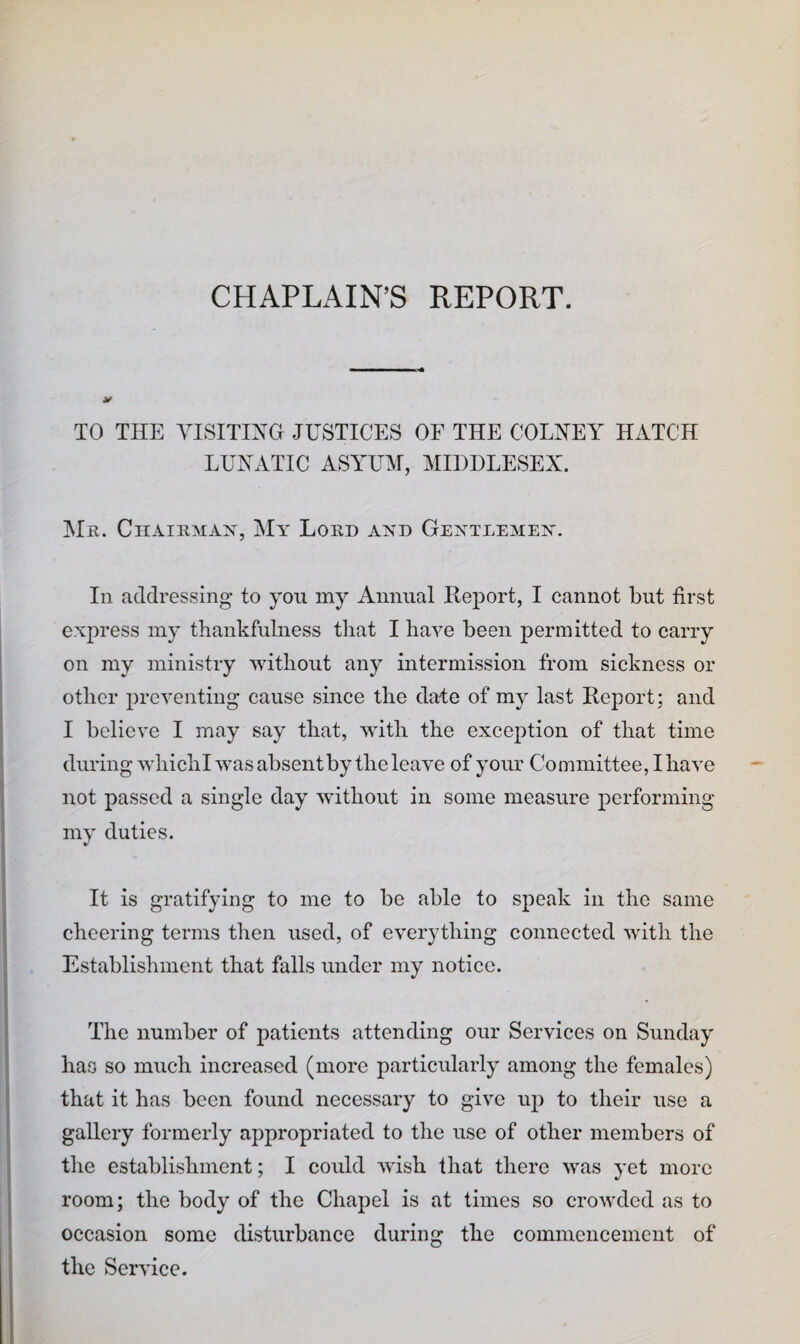 CHAPLAIN’S REPORT.
TO THE VISITING JUSTICES OF THE COLNEY HATCH
LUNATIC ASYUM, MIDDLESEX.
Mr. Chairman, My Lord and Gentlemen.
In addressing to you my Annual Report, I cannot but first
express my thankfulness that I have been permitted to carry
on my ministry without any intermission from sickness or
other preventing cause since the date of my last Report; and
I believe I may say that, with the exception of that time
during whichI was absent by the leave of your Committee, I have
not passed a single day without in some measure performing
my duties.
It is gratifying to me to be able to speak in the same
cheering terms then used, of everything connected with the
Establishment that falls under my notice.
The number of patients attending our Services on Sunday
has so much increased (more particularly among the females)
that it has been found necessary to give up to their use a
gallery formerly appropriated to the use of other members of
the establishment; I could wish that there was yet more
room; the body of the Chapel is at times so crowded as to
occasion some disturbance during the commencement of
the Service.